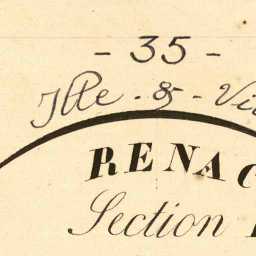 - 35 -
Ille - & - Vi
RENAC
Section